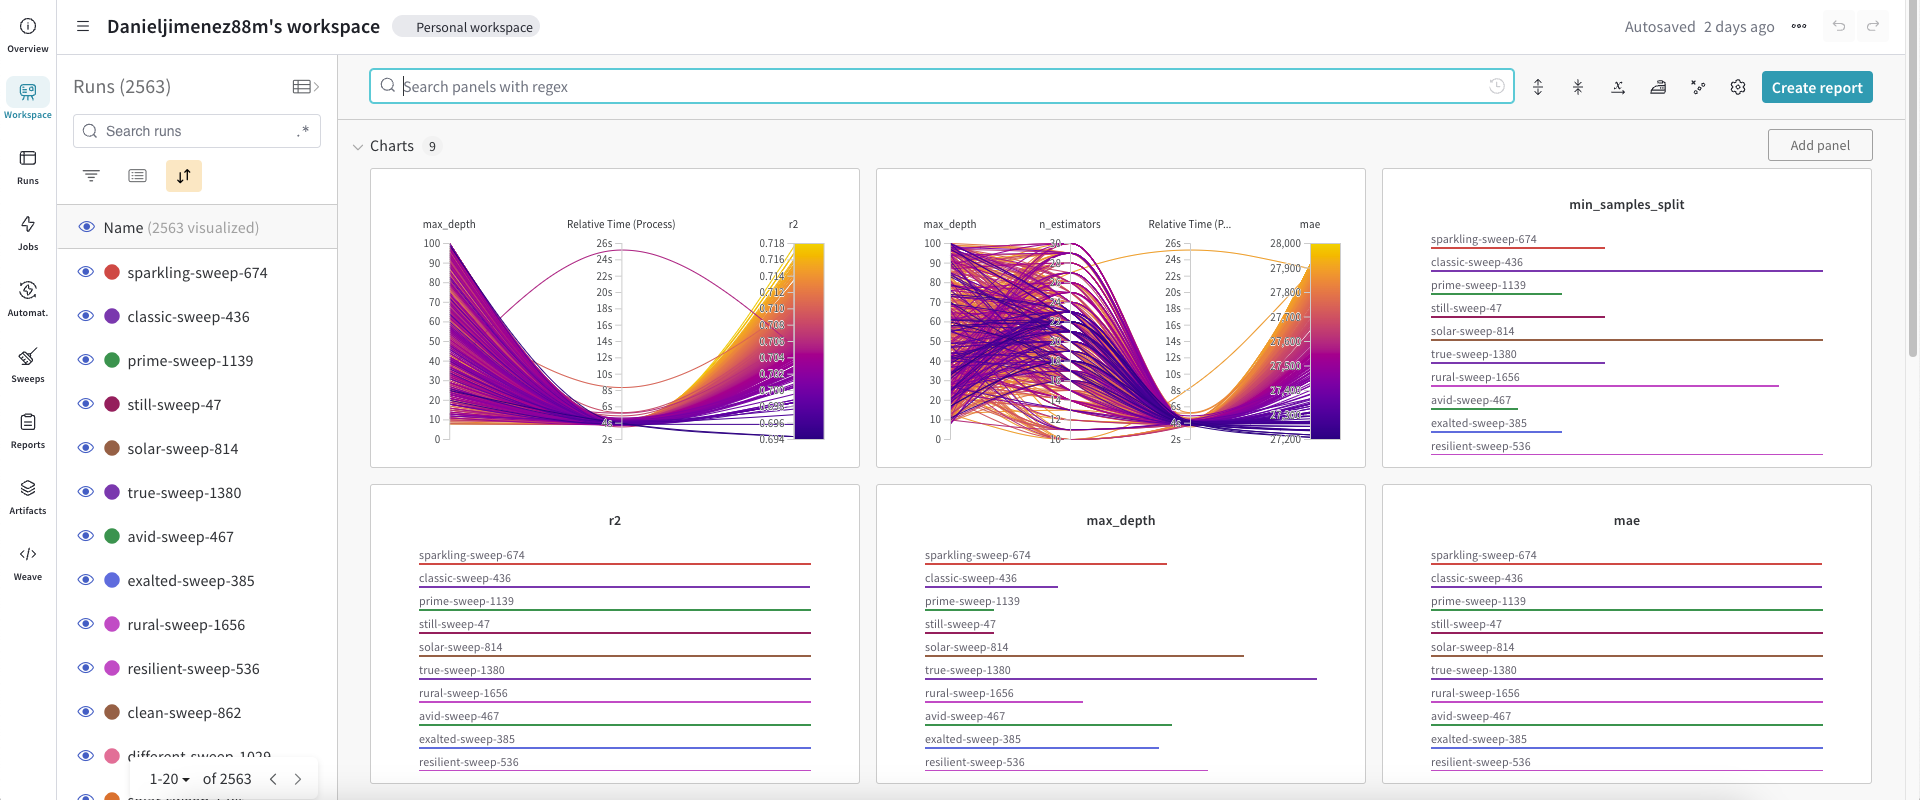 Overview
Workspace
Runs
Jobs
Automat.
Sweeps
Reports
Artifacts
Weave
Danieljimenez88m's workspace
Personal workspace
Autosaved 2 days ago
Runs (2563)
Search runs
.*
Name (2563 visualized)
sparkling-sweep-674
classic-sweep-436
prime-sweep-1139
still-sweep-47
solar-sweep-814
true-sweep-1380
avid-sweep-467
exalted-sweep-385
rural-sweep-1656
resilient-sweep-536
clean-sweep-862
different-sweep-1029
1-20 of 2563
Search panels with regex
Create report
Charts 9
Add panel
max_depth Relative Time (Process) r2
100
90
80
70
60
50
40
30
20
10
0
26s
24s
22s
20s
18s
16s
14s
12s
10s
8s
6s
4s
2s
0.718
0.716
0.714
0.712
0.710
0.708
0.706
0.704
0.702
0.700
0.698
0.696
0.694
max_depth n_estimators Relative Time (P... mae
100
90
80
70
60
50
40
30
20
10
0
30
28
26
24
22
20
18
16
14
12
10
26s
24s
22s
20s
18s
16s
14s
12s
10s
8s
6s
4s
2s
28,000
27,900
27,800
27,700
27,600
27,500
27,400
27,300
27,200
min_samples_split
sparkling-sweep-674
classic-sweep-436
prime-sweep-1139
still-sweep-47
solar-sweep-814
true-sweep-1380
rural-sweep-1656
avid-sweep-467
exalted-sweep-385
resilient-sweep-536
r2
sparkling-sweep-674
classic-sweep-436
prime-sweep-1139
still-sweep-47
solar-sweep-814
true-sweep-1380
rural-sweep-1656
avid-sweep-467
exalted-sweep-385
resilient-sweep-536
max_depth
sparkling-sweep-674
classic-sweep-436
prime-sweep-1139
still-sweep-47
solar-sweep-814
true-sweep-1380
rural-sweep-1656
avid-sweep-467
exalted-sweep-385
resilient-sweep-536
mae
sparkling-sweep-674
classic-sweep-436
prime-sweep-1139
still-sweep-47
solar-sweep-814
true-sweep-1380
rural-sweep-1656
avid-sweep-467
exalted-sweep-385
resilient-sweep-536